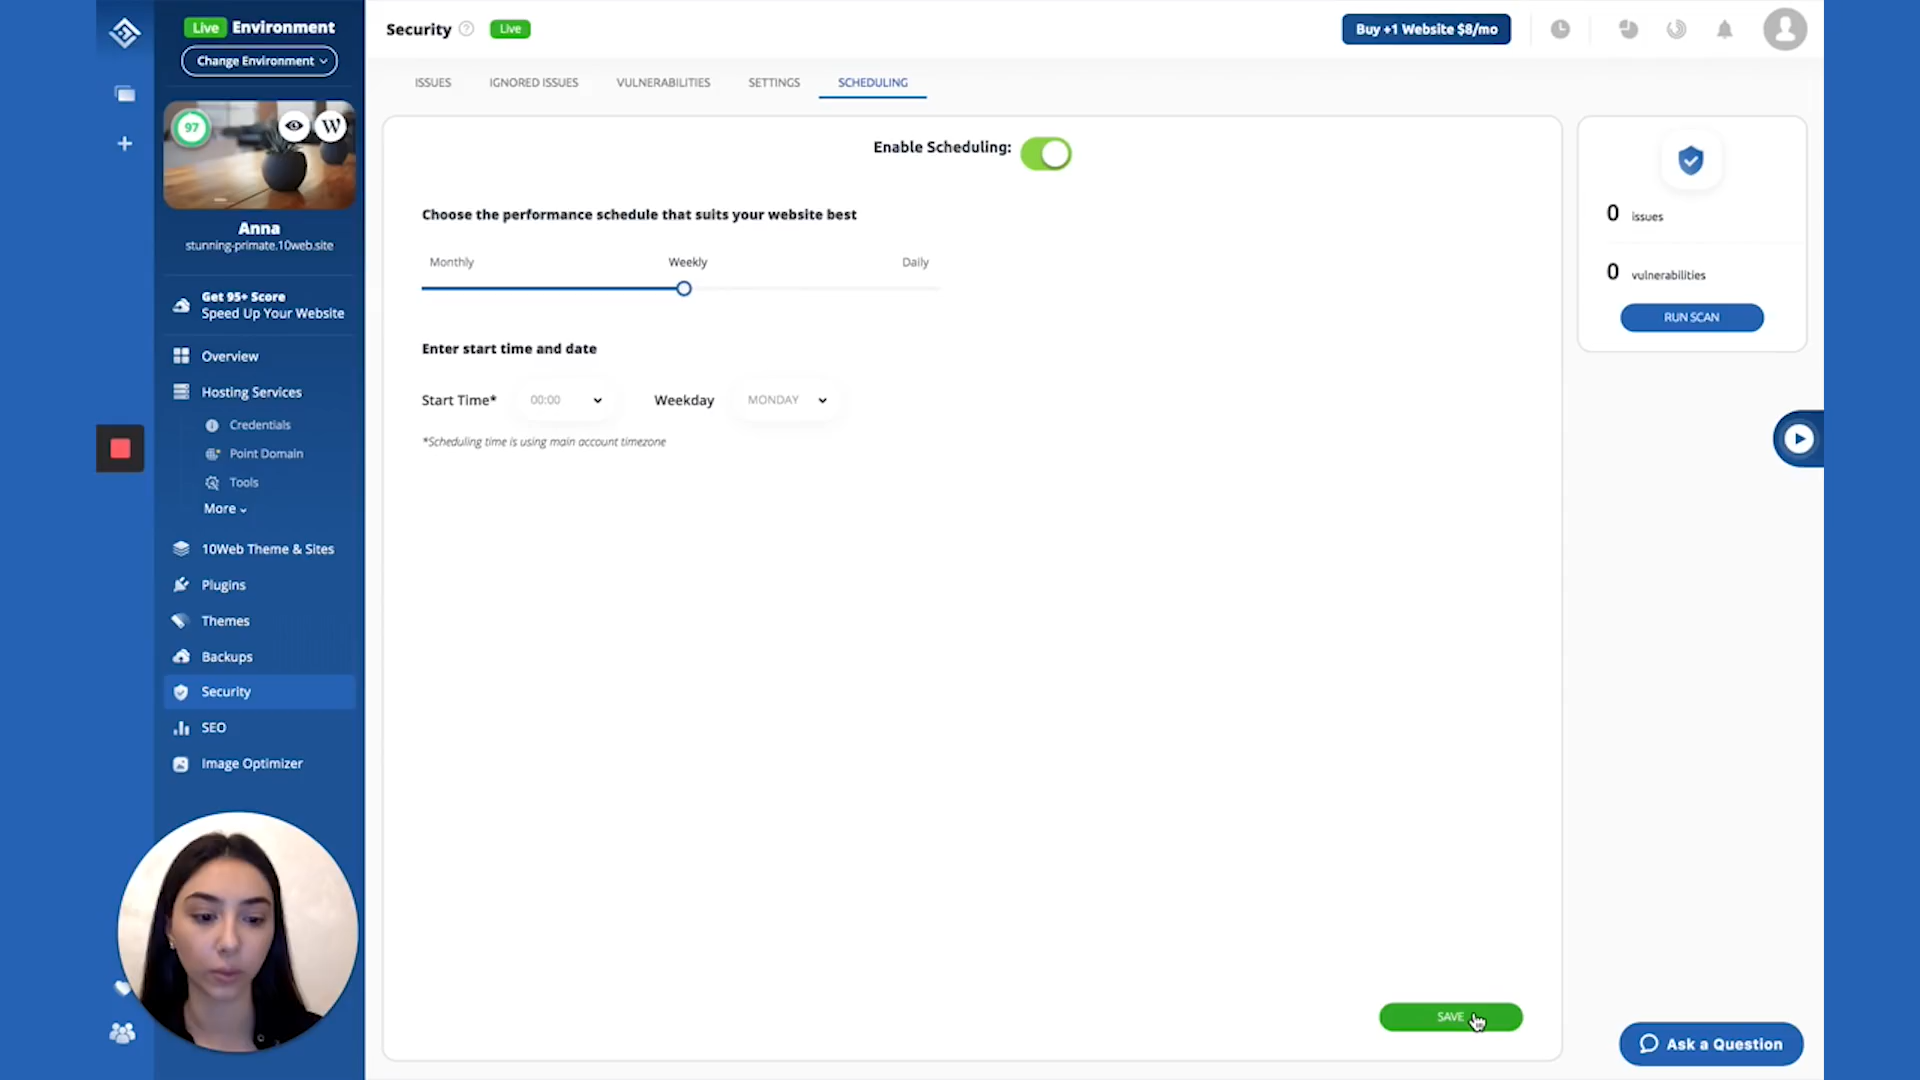 Live Environment
Change Environment
97
W
Anna
stunning-primate.10web.site
Get 95+ Score
Speed Up Your Website
Overview
Hosting Services
Credentials
Point Domain
Tools
More
10Web Theme & Sites
Plugins
Themes
Backups
Security
SEO
Image Optimizer
Security ? Live
Buy +1 Website $8/mo
ISSUES IGNORED ISSUES VULNERABILITIES SETTINGS SCHEDULING
Enable Scheduling:
Choose the performance schedule that suits your website best
Monthly Weekly Daily
Enter start time and date
Start Time* 00:00 Weekday MONDAY
*Scheduling time is using main account timezone
SAVE
0 issues
0 vulnerabilities
RUN SCAN
Ask a Question